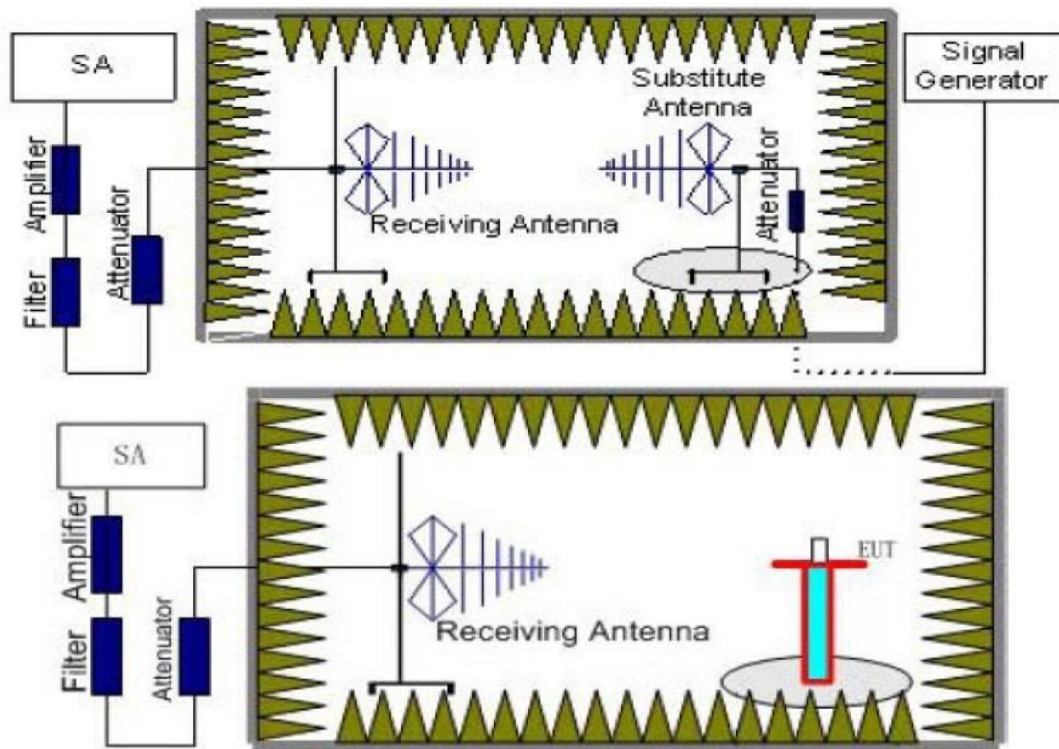 SA
Signal
Generator
Substitute
Antenna
Amplifier
Attenuator
Filter
Receiving Antenna
Attenuator
SA
Amplifier
Filter
Attenuator
Receiving Antenna
EUT